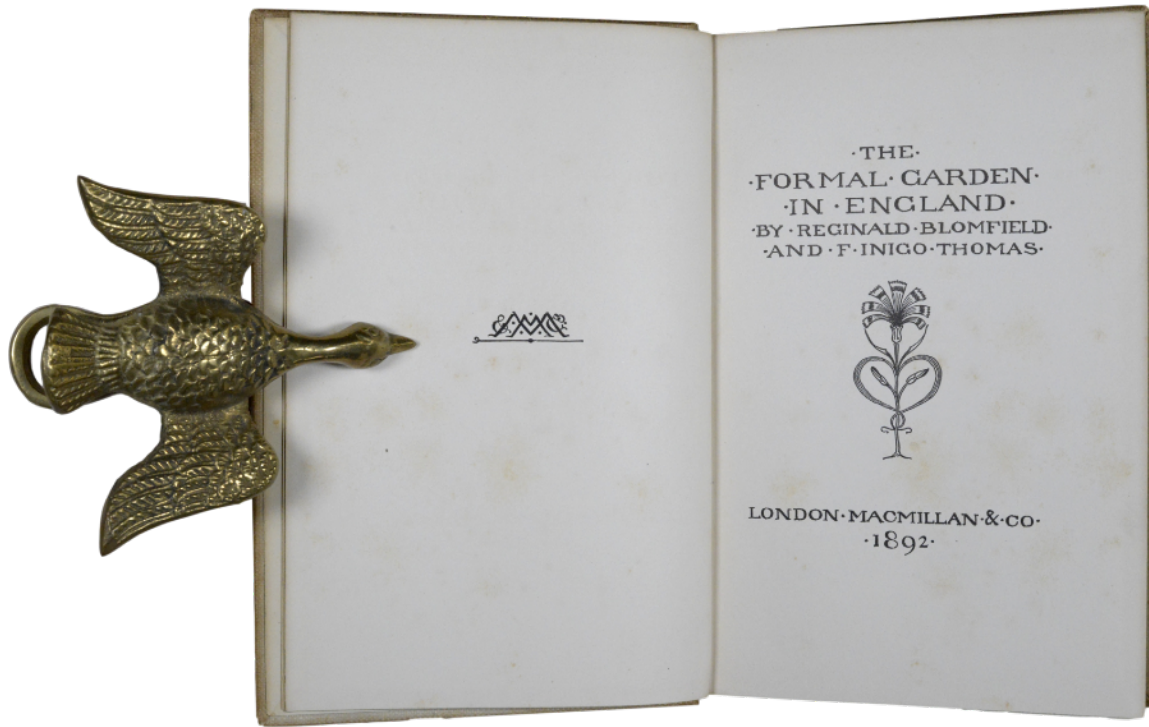 ·THE·
·FORMAL·GARDEN·
·IN·ENGLAND·
·BY·REGINALD·BLOMFIELD·
·AND·F·INIGO·THOMAS·
LONDON·MACMILLAN·&·CO·
·1892·